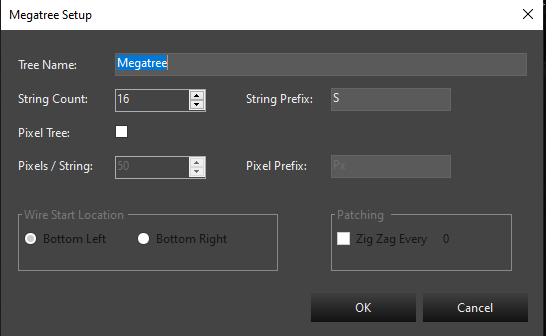 Megatree Setup
Tree Name: Megatree
String Count: 16 String Prefix: S
Pixel Tree:
Pixels / String: 50 Pixel Prefix: Px
Wire Start Location Patching
Bottom Left Bottom Right Zig Zag Every 0
OK Cancel